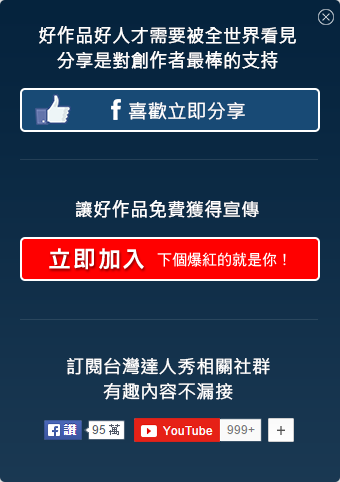 好作品好人才需要被全世界看見
分享是對創作者最棒的支持
f 喜歡立即分享
讓好作品免費獲得宣傳
立即加入 下個爆紅的就是你！
訂閱台灣達人秀相關社群
有趣內容不漏接
f 讚 95 萬 YouTube 999+ +